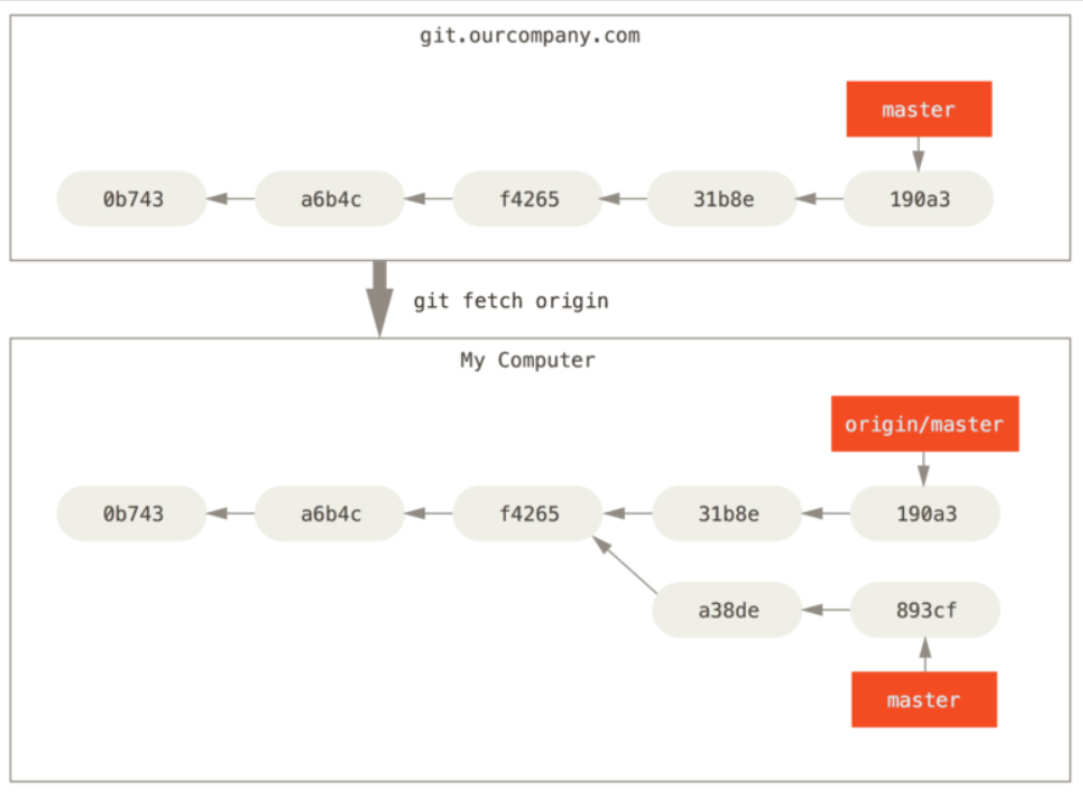 git.ourcompany.com
master
0b743
a6b4c
f4265
31b8e
190a3
git fetch origin
My Computer
origin/master
0b743
a6b4c
f4265
31b8e
190a3
a38de
893cf
master